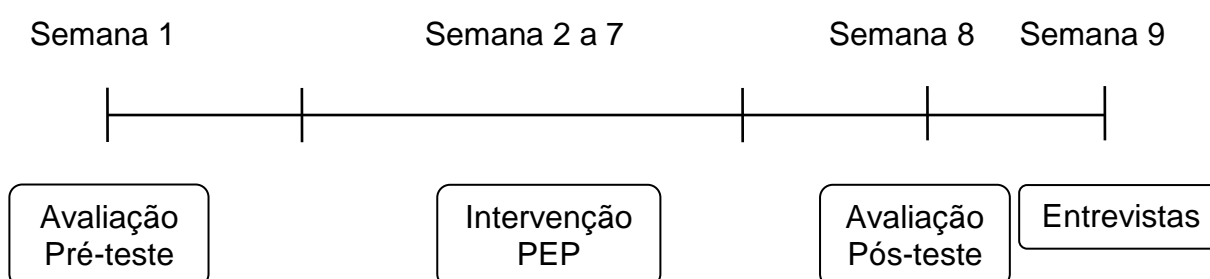 Semana 1
Semana 2 a 7
Semana 8
Semana 9
Avaliação
Pré-teste
Intervenção
PEP
Avaliação
Pós-teste
Entrevistas